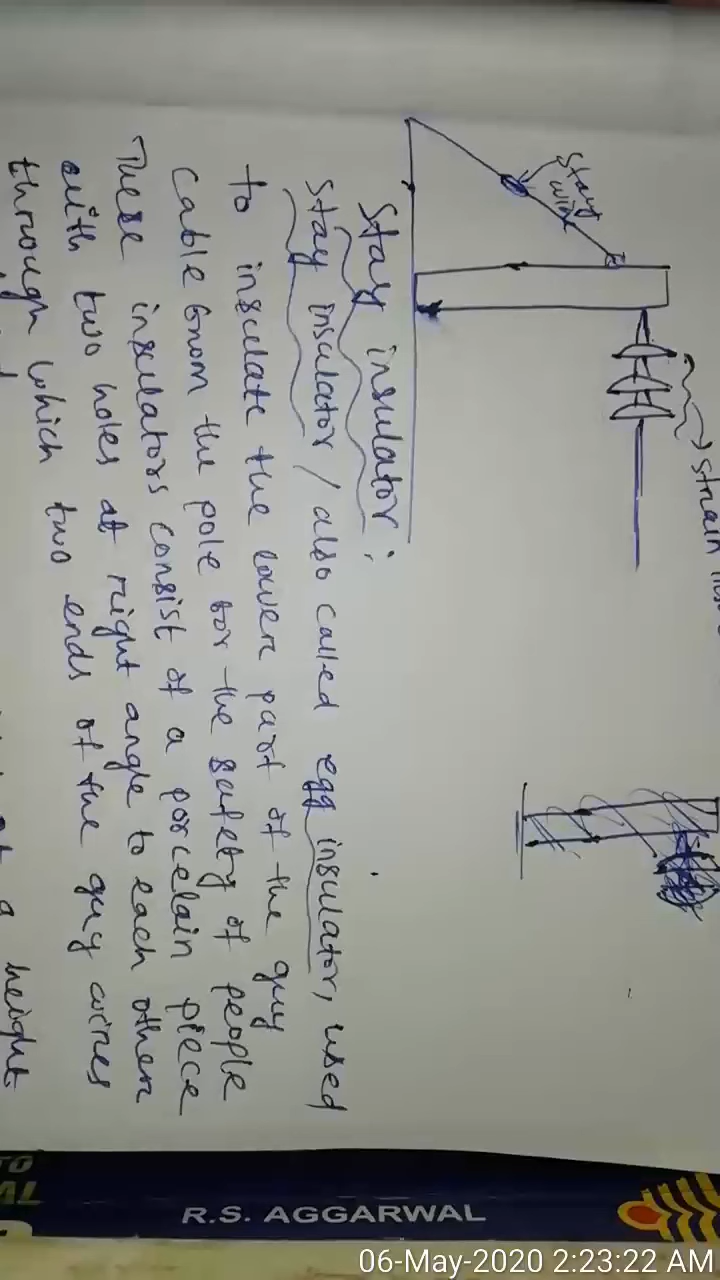 stay
wire
strain
Stay insulator:
Stay insulator / also called egg insulator, used
to insulate the lower part of the guy
cable from the pole for the safety of people
These insulators consist of a porcelain piece
with two holes at right angle to each other
through which two ends of the guy wires
at a height
R.S. AGGARWAL
TO
AL
06-May-2020 2:23:22 AM